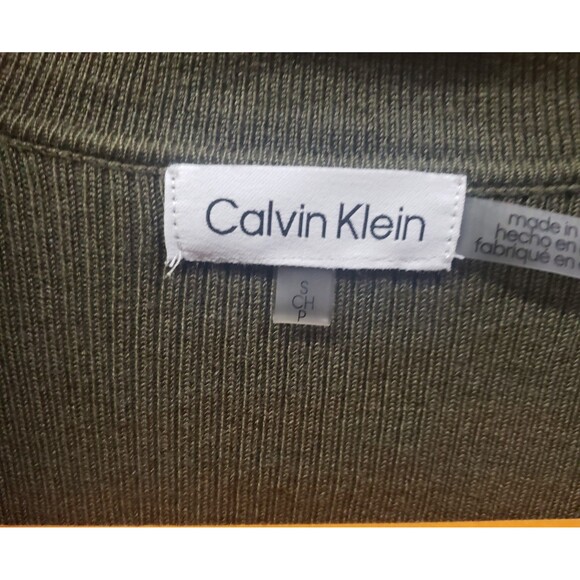 Calvin Klein
S
CH
P
made in
hecho en
fabriqué en